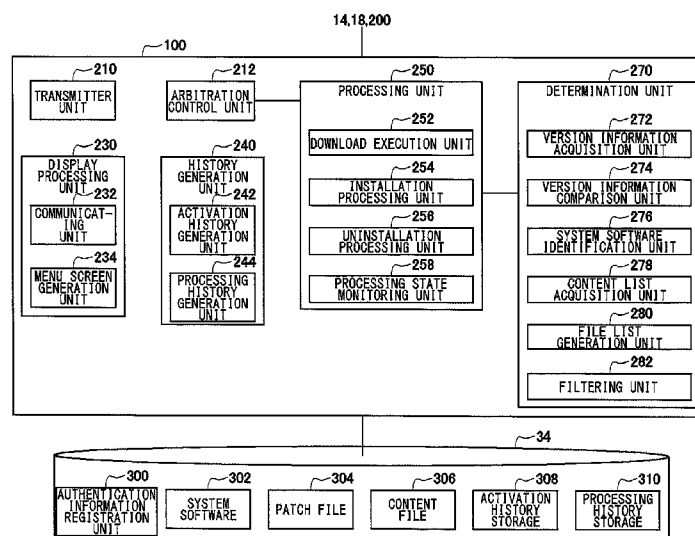 14,18,200
100
210
TRANSMITTER
UNIT
212
ARBITRATION
CONTROL UNIT
230
DISPLAY
PROCESSING
UNIT
232
COMMUNICAT-
ING
UNIT
234
MENU SCREEN
GENERATION
UNIT
240
HISTORY
GENERATION
UNIT
242
ACTIVATION
HISTORY
GENERATION
UNIT
244
PROCESSING
HISTORY
GENERATION
UNIT
250
PROCESSING UNIT
252
DOWNLOAD EXECUTION UNIT
254
INSTALLATION
PROCESSING UNIT
256
UNINSTALLATION
PROCESSING UNIT
258
PROCESSING STATE
MONITORING UNIT
270
DETERMINATION UNIT
272
VERSION INFORMATION
ACQUISITION UNIT
274
VERSION INFORMATION
COMPARISON UNIT
276
SYSTEM SOFTWARE
IDENTIFICATION UNIT
278
CONTENT LIST
ACQUISITION UNIT
280
FILE LIST
GENERATION UNIT
282
FILTERING UNIT
34
300
AUTHENTICATION
INFORMATION
REGISTRATION
UNIT
302
SYSTEM
SOFTWARE
304
PATCH FILE
306
CONTENT
FILE
308
ACTIVATION
HISTORY
STORAGE
310
PROCESSING
HISTORY
STORAGE